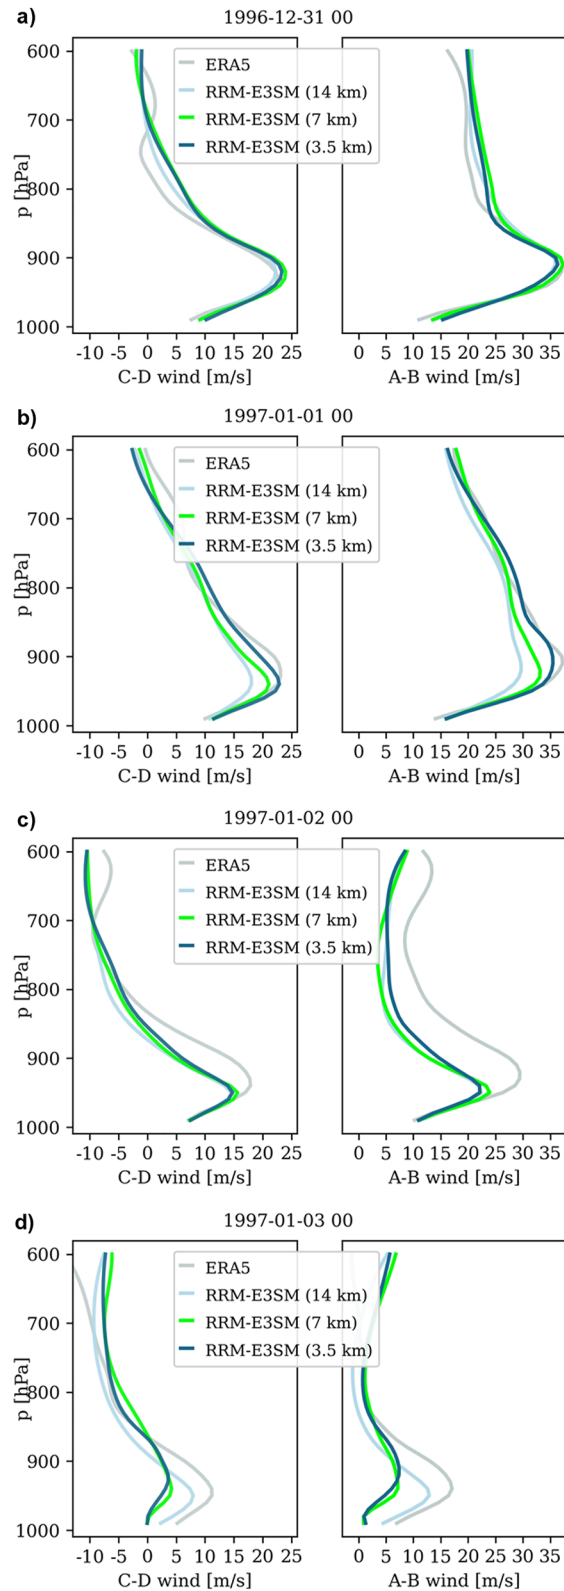 a)
1996-12-31 00
600
700
800
900
1000
p [hPa]
ERA5
RRM-E3SM (14 km)
RRM-E3SM (7 km)
RRM-E3SM (3.5 km)
-10 -5 0 5 10 15 20 25
C-D wind [m/s]
0 5 10 15 20 25 30 35
A-B wind [m/s]
b)
1997-01-01 00
600
700
800
900
1000
p [hPa]
ERA5
RRM-E3SM (14 km)
RRM-E3SM (7 km)
RRM-E3SM (3.5 km)
-10 -5 0 5 10 15 20 25
C-D wind [m/s]
0 5 10 15 20 25 30 35
A-B wind [m/s]
c)
1997-01-02 00
600
700
800
900
1000
p [hPa]
ERA5
RRM-E3SM (14 km)
RRM-E3SM (7 km)
RRM-E3SM (3.5 km)
-10 -5 0 5 10 15 20 25
C-D wind [m/s]
0 5 10 15 20 25 30 35
A-B wind [m/s]
d)
1997-01-03 00
600
700
800
900
1000
p [hPa]
ERA5
RRM-E3SM (14 km)
RRM-E3SM (7 km)
RRM-E3SM (3.5 km)
-10 -5 0 5 10 15 20 25
C-D wind [m/s]
0 5 10 15 20 25 30 35
A-B wind [m/s]